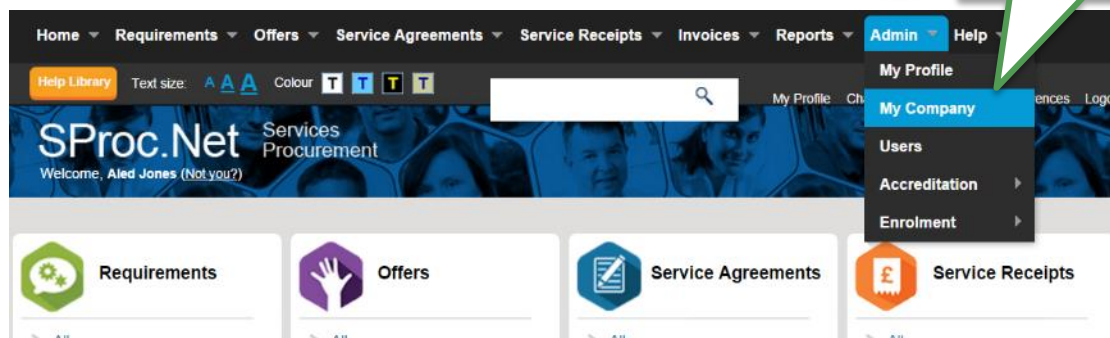 Home Requirements Offers Service Agreements Service Receipts Invoices Reports Admin Help
Help Library Text size: A A A Colour T T T T
My Profile
My Profile Logo
My Company
SProc.Net Services Procurement
Welcome, Aled Jones (Not you?)
Users
Accreditation
Enrolment
Requirements Offers Service Agreements £ Service Receipts